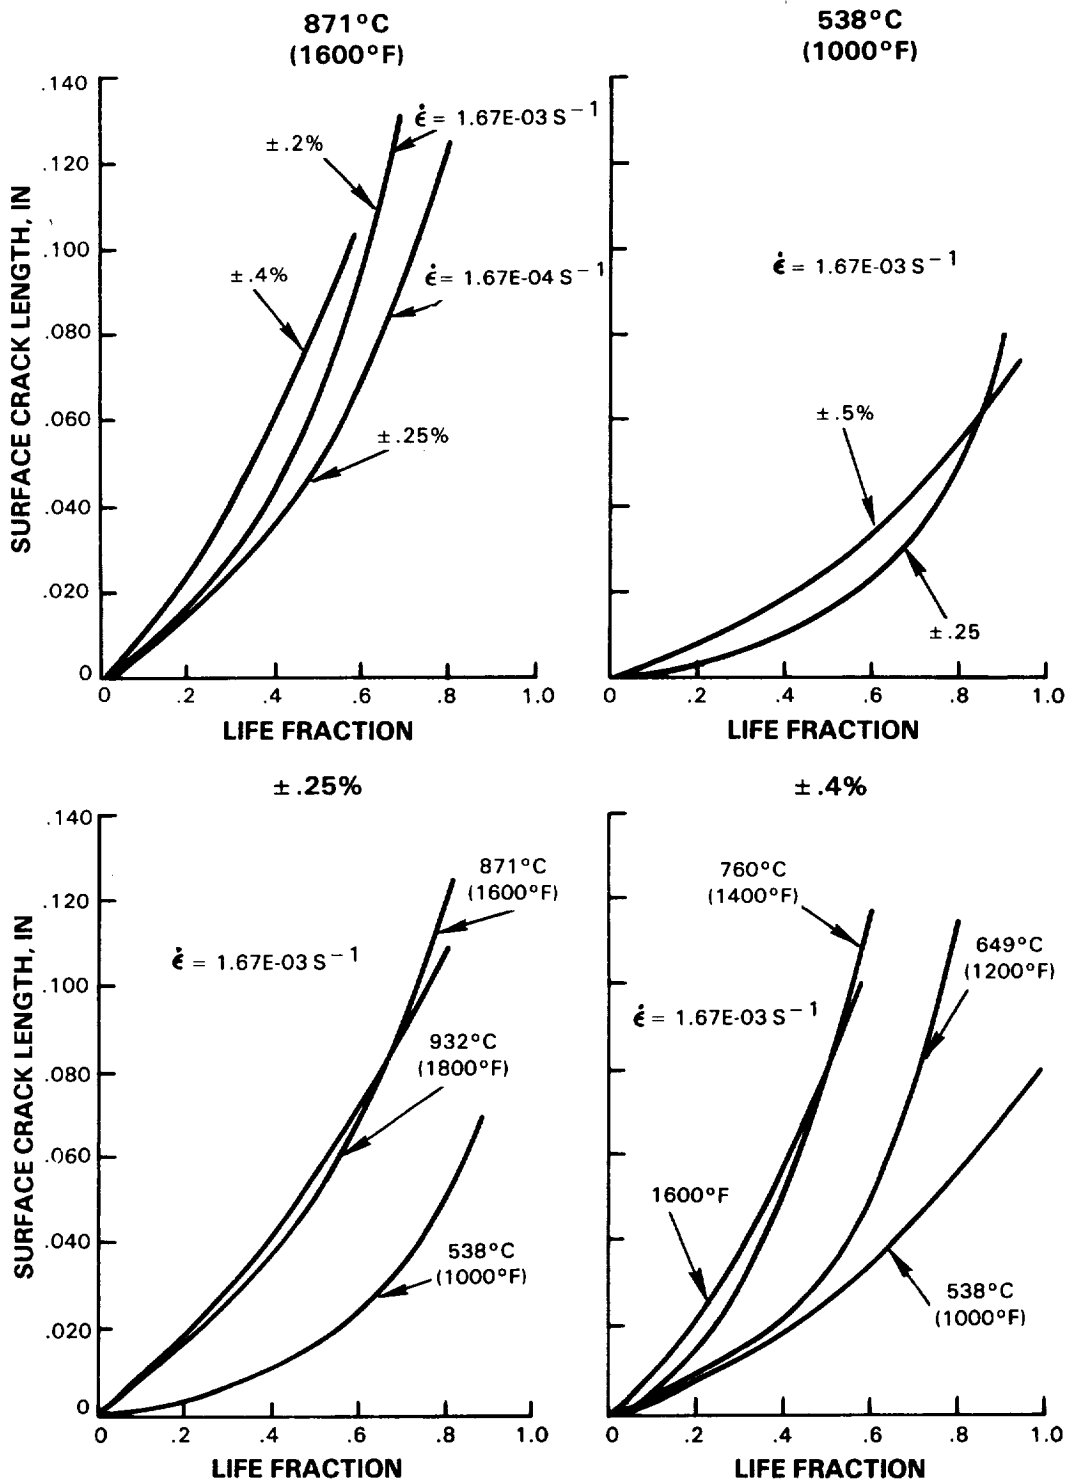 871°C
(1600°F)
538°C
(1000°F)
SURFACE CRACK LENGTH, IN
.140
.120
.100
.080
.060
.040
.020
0
±.2%
ε̇ = 1.67E-03 S⁻¹
±.4%
ε̇ = 1.67E-04 S⁻¹
±.25%
0
.2
.4
.6
.8
1.0
LIFE FRACTION
ε̇ = 1.67E-03 S⁻¹
±.5%
±.25
0
.2
.4
.6
.8
1.0
LIFE FRACTION
±.25%
±.4%
SURFACE CRACK LENGTH, IN
.140
.120
.100
.080
.060
.040
.020
0
871°C
(1600°F)
ε̇ = 1.67E-03 S⁻¹
932°C
(1800°F)
538°C
(1000°F)
0
.2
.4
.6
.8
1.0
LIFE FRACTION
760°C
(1400°F)
649°C
(1200°F)
ε̇ = 1.67E-03 S⁻¹
1600°F
538°C
(1000°F)
0
.2
.4
.6
.8
1.0
LIFE FRACTION